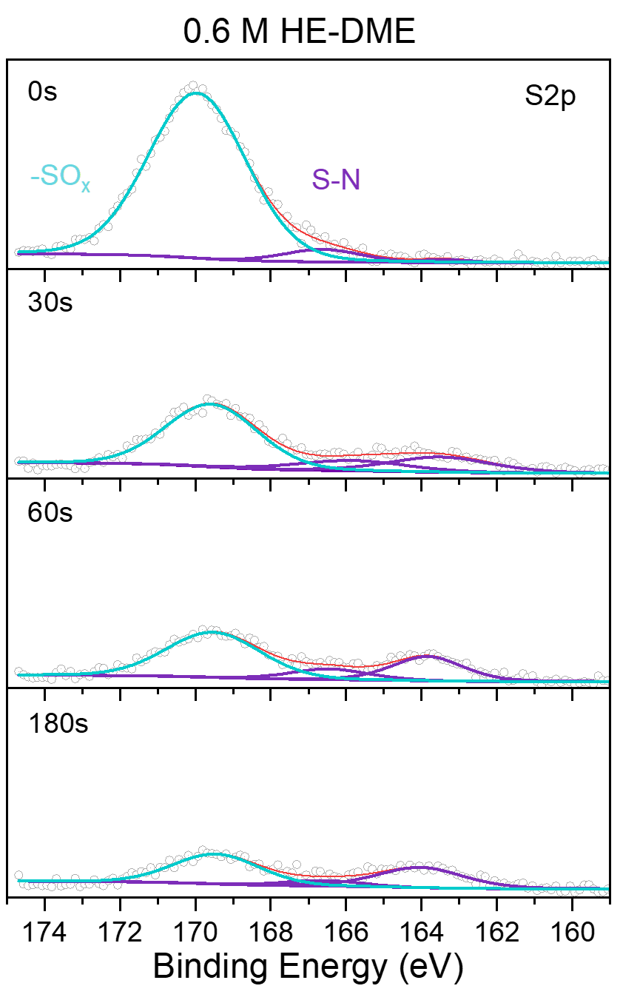 0.6 M HE-DME
0s
S2p
-SOₓ
S-N
30s
60s
180s
174 172 170 168 166 164 162 160
Binding Energy (eV)